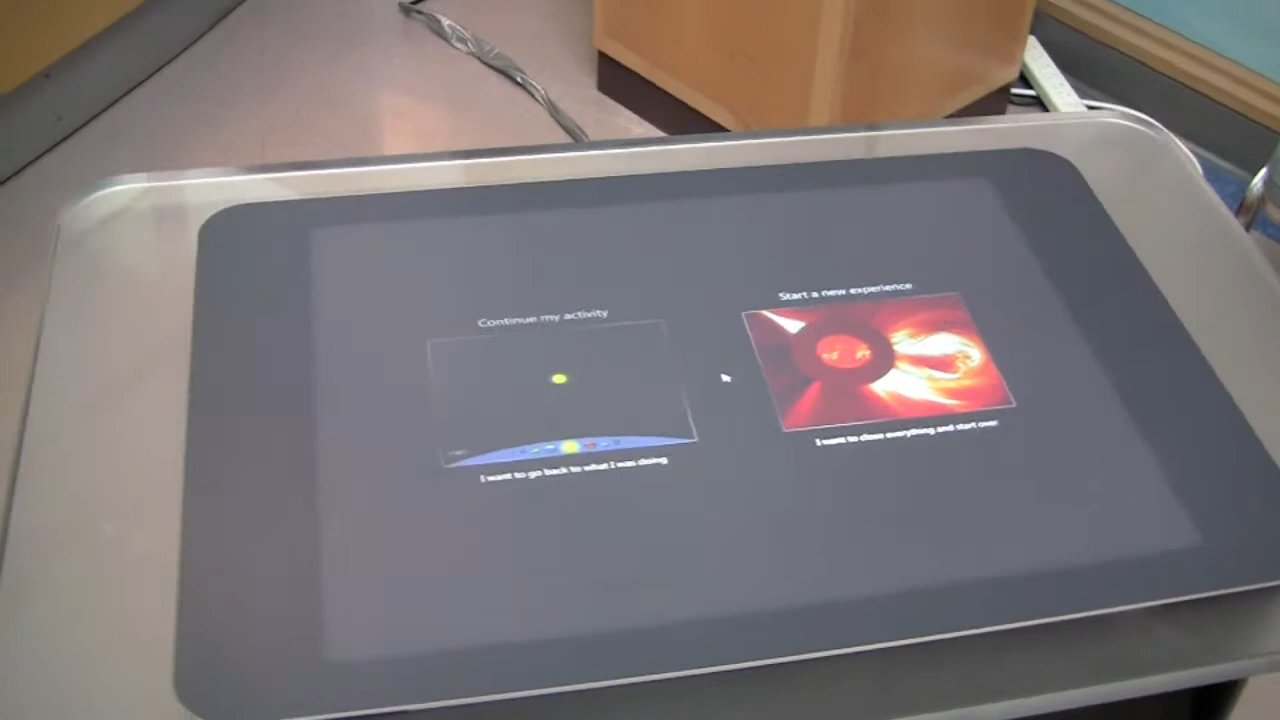 Continue my activity
I want to go back to what I was doing
Start a new experience
I want to close everything and start over